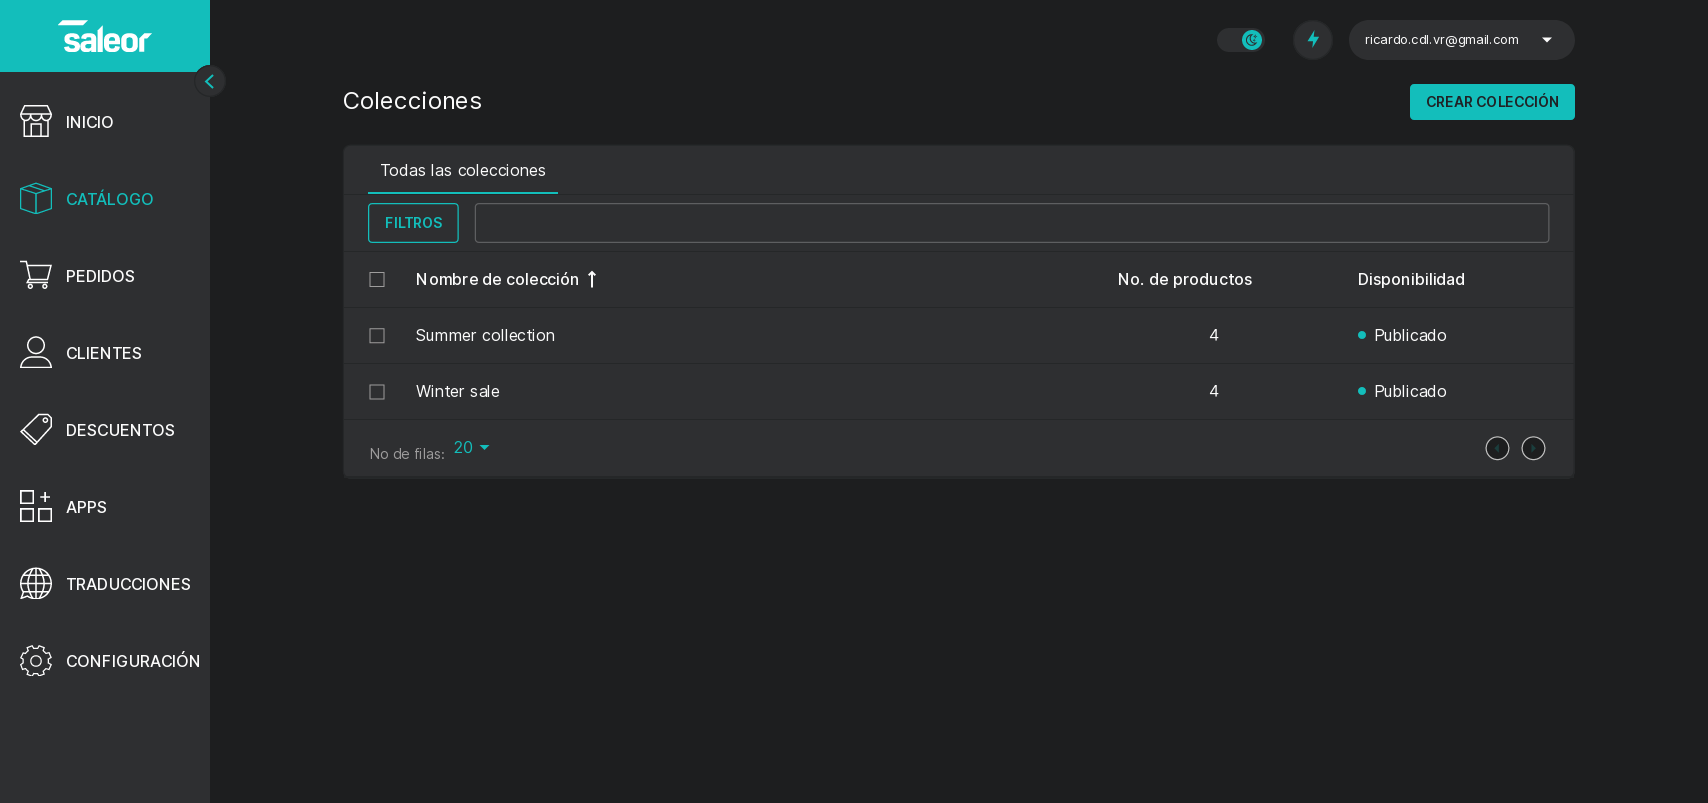 saleor
ricardo.cdl.vr@gmail.com
Colecciones
CREAR COLECCIÓN
INICIO
CATÁLOGO
PEDIDOS
CLIENTES
DESCUENTOS
APPS
TRADUCCIONES
CONFIGURACIÓN
Todas las colecciones
FILTROS
Nombre de colección No. de productos Disponibilidad
Summer collection 4 Publicado
Winter sale 4 Publicado
No de filas: 20